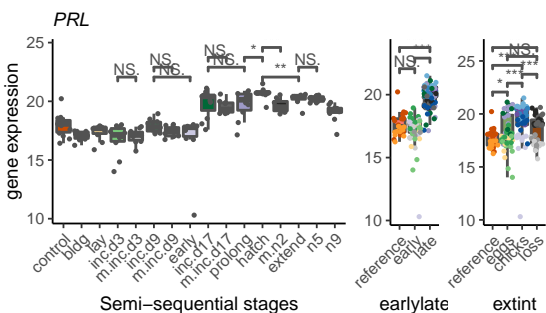 PRL
gene expression
25
20
15
10
NS.
NS.
NS.
NS.
NS.
NS.
*
**
NS.
control
bldg
lay
inc.d3
m.inc.d3
inc.d9
m.inc.d9
early
inc.d17
m.inc.d17
prolong
hatch
m.n2
extend
n5
n9
Semi−sequential stages
20
15
10
NS.
***
reference
early
late
earlylate
25
20
15
10
*
***
***
NS.
reference
eggs
chicks
loss
extint